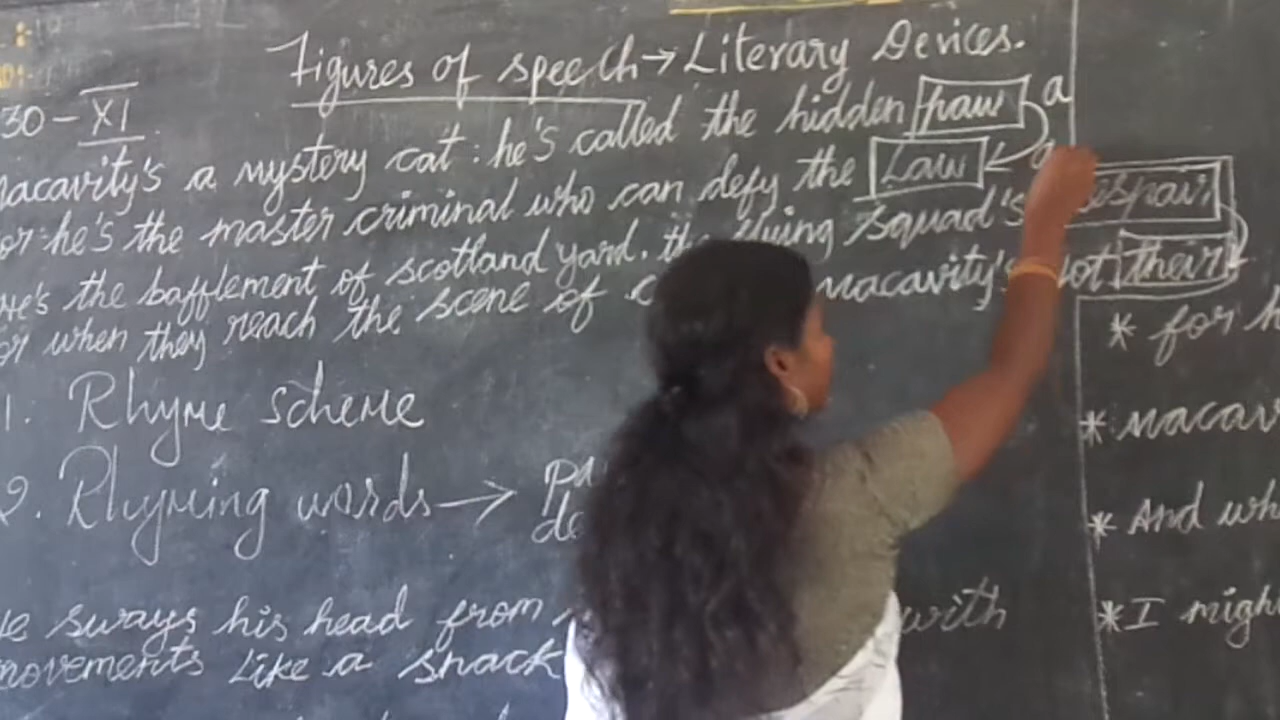 Figures of speech → Literary Devices.
30 - XI
Macavity's a mystery cat : he's called the hidden paw a
for he's the master criminal who can defy the Law a
He's the bafflement of scotland yard. the flying squad's despair
for when they reach the scene of macavity's not their
1. Rhyme scheme
2. Rhyming words →
He sways his head from with
movements like a snack
* for h
* macav
* And wh
* I migh